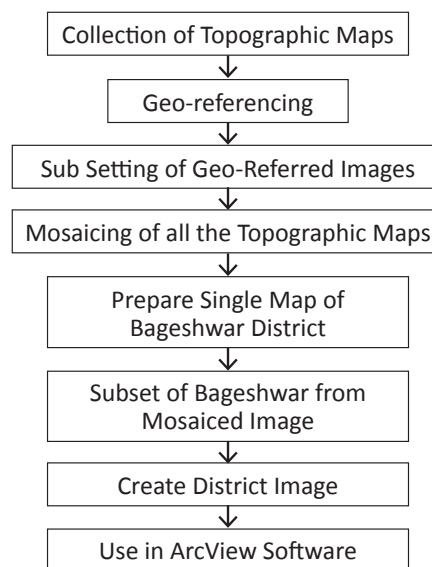 Collection of Topographic Maps
Geo-referencing
Sub Setting of Geo-Referred Images
Mosaicing of all the Topographic Maps
Prepare Single Map of
Bageshwar District
Subset of Bageshwar from
Mosaiced Image
Create District Image
Use in ArcView Software